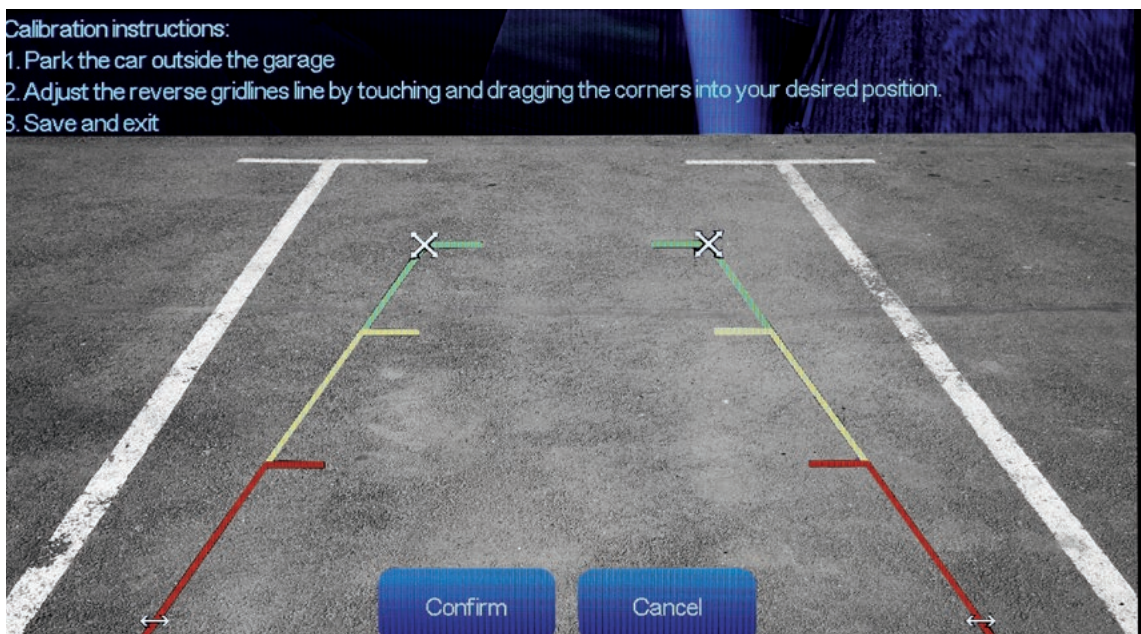 Calibration instructions:
1. Park the car outside the garage
2. Adjust the reverse gridlines line by touching and dragging the corners into your desired position.
3. Save and exit
Confirm
Cancel